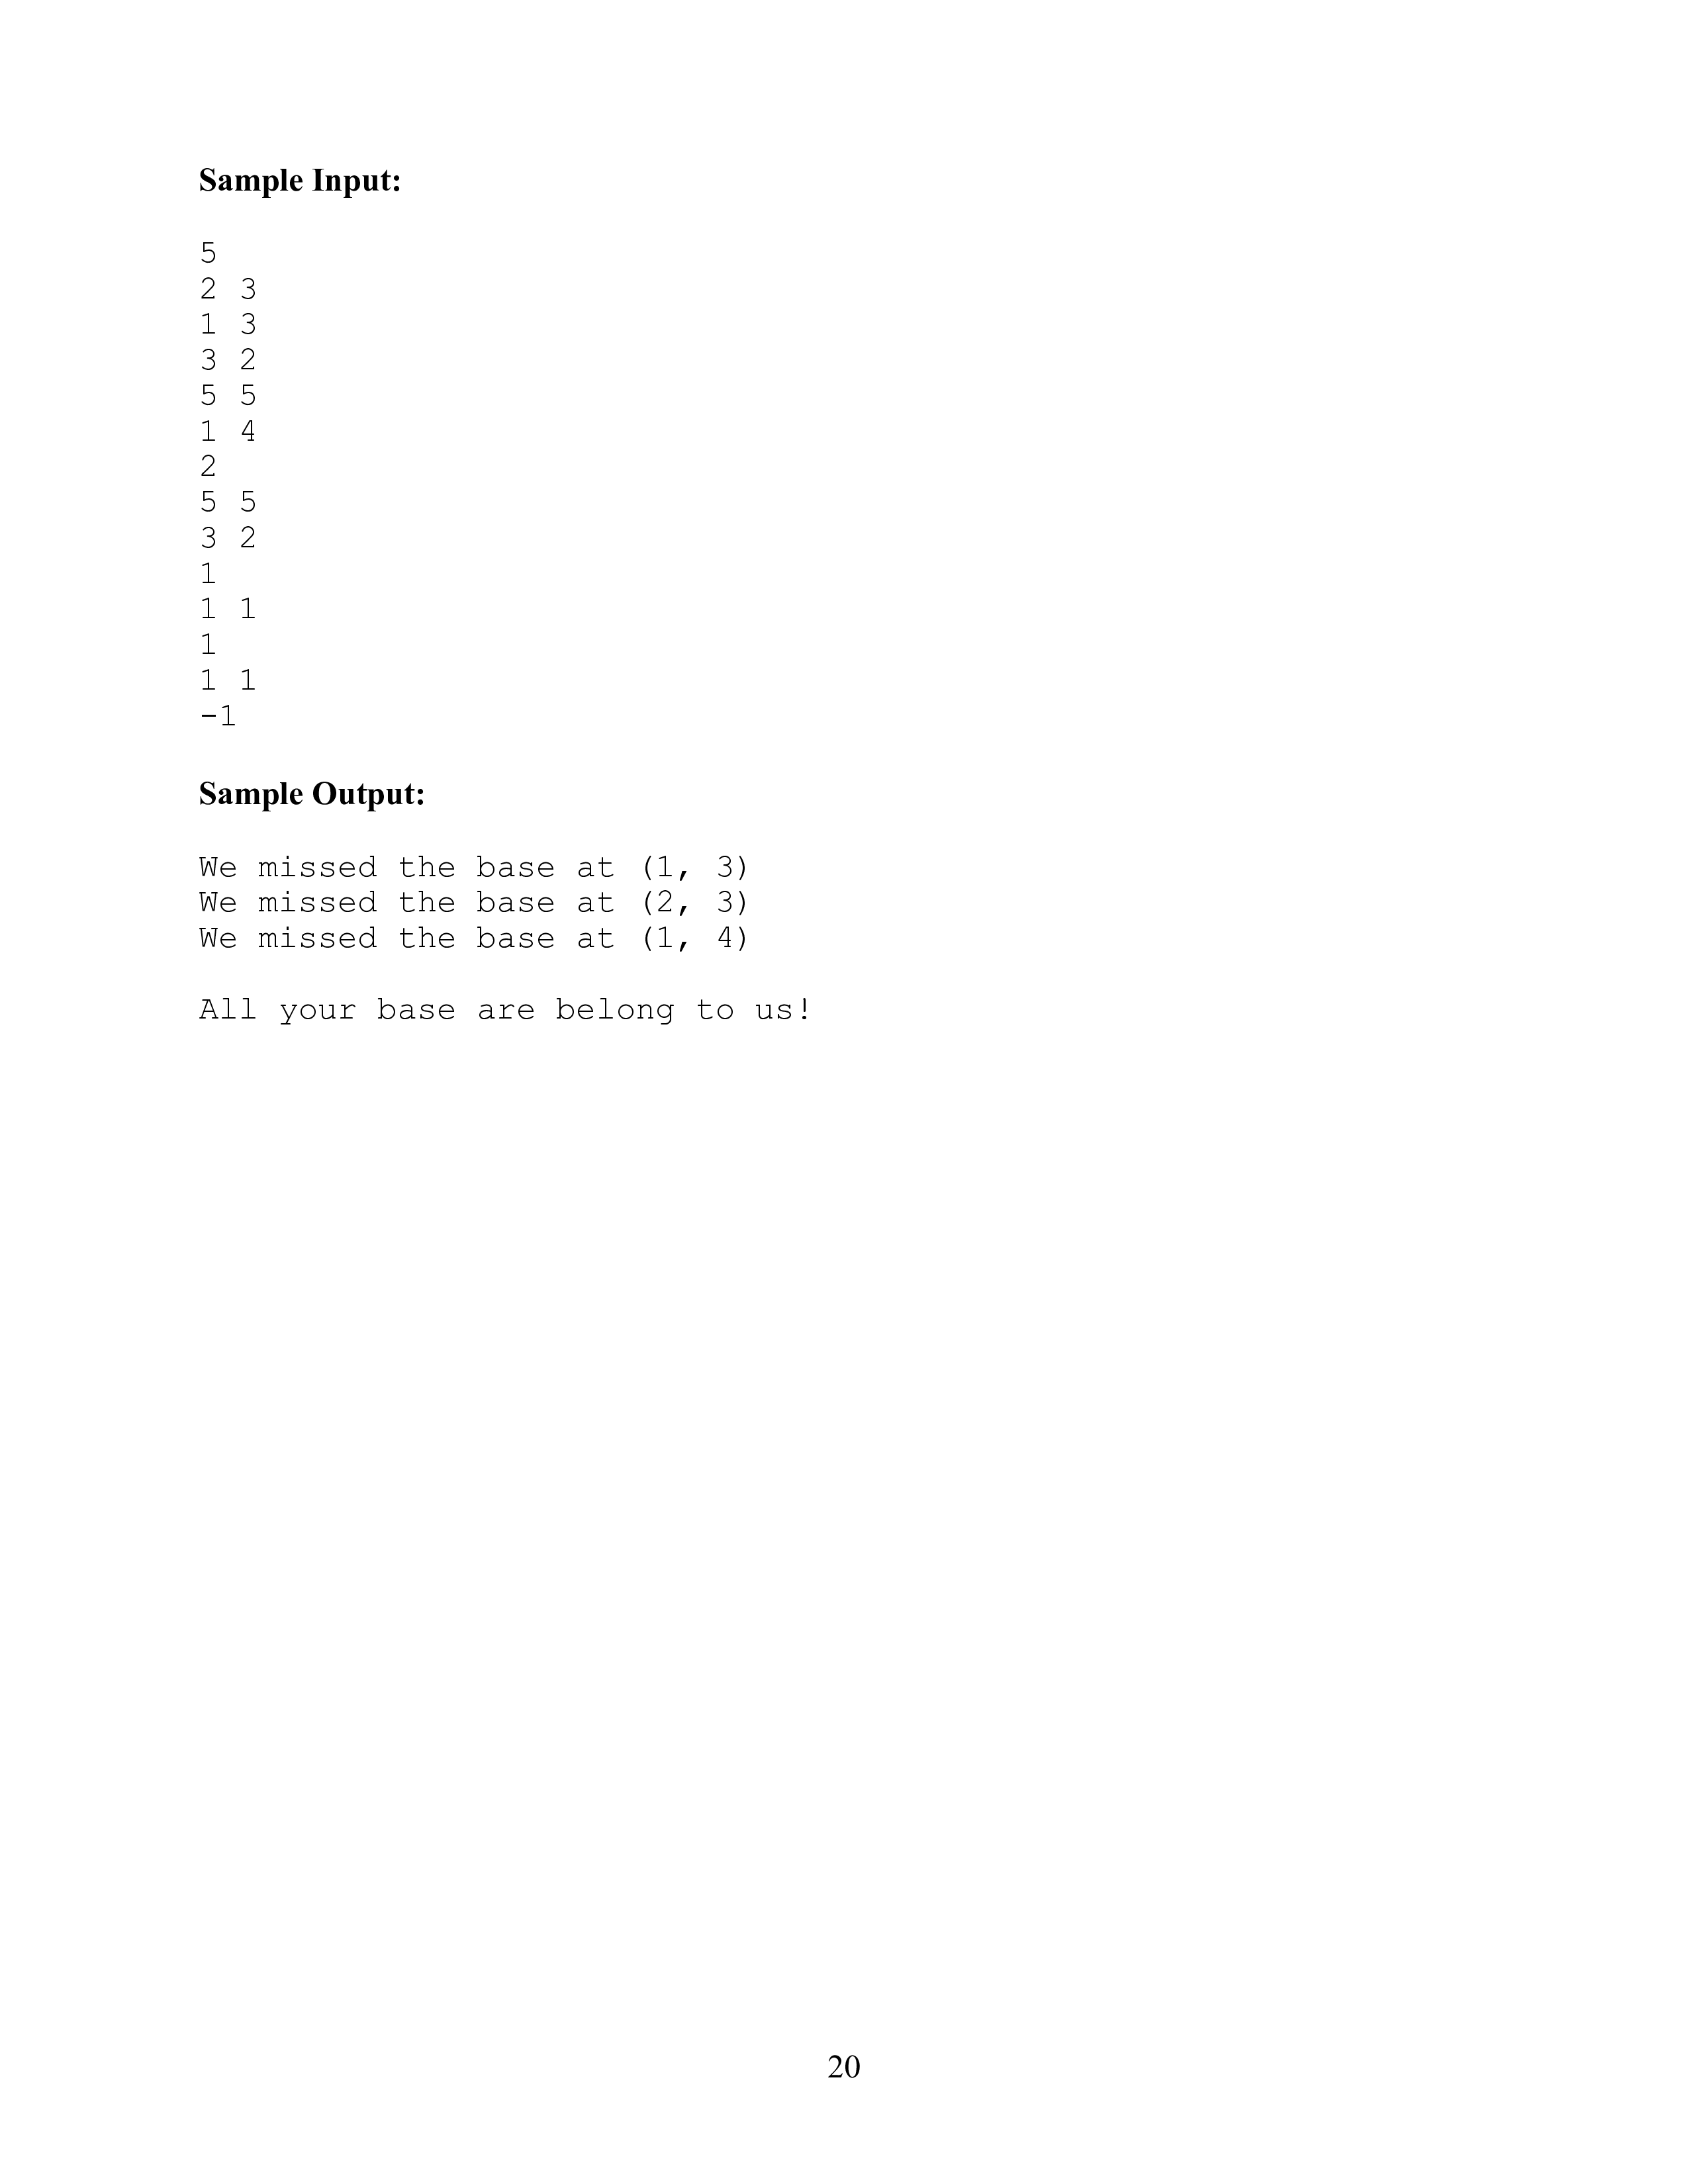 Sample Input:
5
2 3
1 3
3 2
5 5
1 4
2
5 5
3 2
1
1 1
1
1 1
-1
Sample Output:
We missed the base at (1, 3)
We missed the base at (2, 3)
We missed the base at (1, 4)
All your base are belong to us!
20